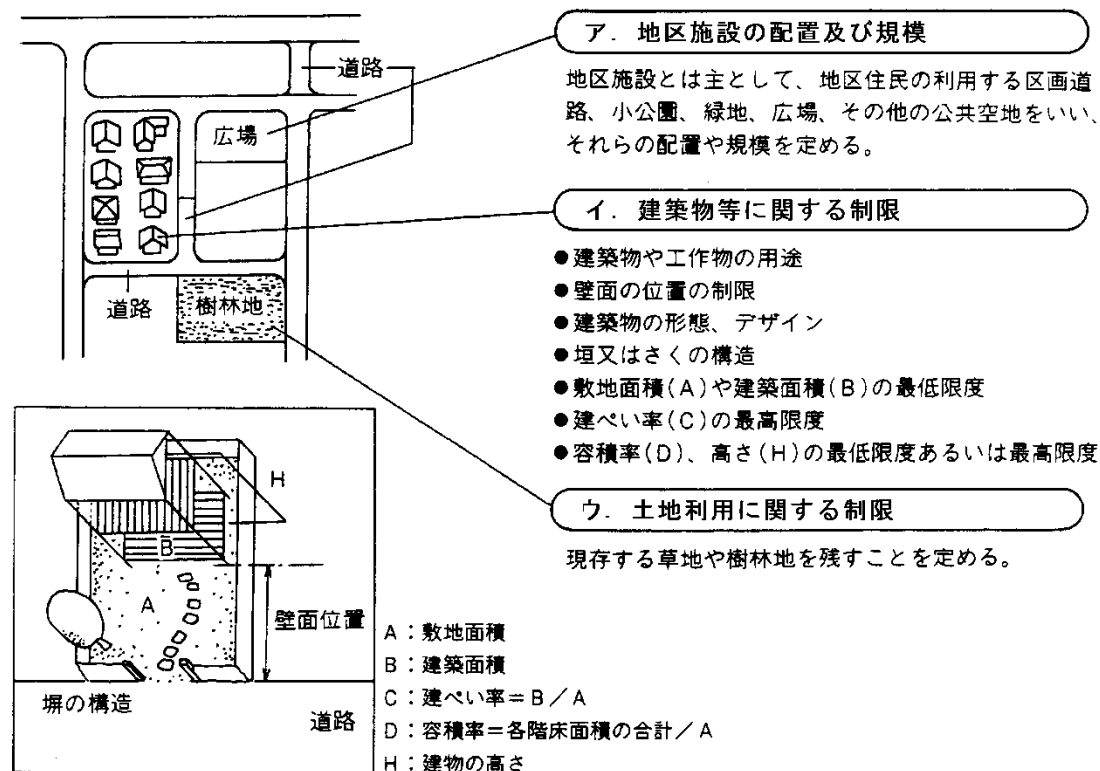 道路
広場
道路
樹林地
ア．地区施設の配置及び規模
地区施設とは主として、地区住民の利用する区画道
路、小公園、緑地、広場、その他の公共空地をいい、
それらの配置や規模を定める。
イ．建築物等に関する制限
●建築物や工作物の用途
●壁面の位置の制限
●建築物の形態、デザイン
●垣又はさくの構造
●敷地面積(A)や建築面積(B)の最低限度
●建ぺい率(C)の最高限度
●容積率(D)、高さ(H)の最低限度あるいは最高限度
ウ．土地利用に関する制限
現存する草地や樹林地を残すことを定める。
H
B
A
壁面位置
塀の構造
道路
A：敷地面積
B：建築面積
C：建ぺい率＝B／A
D：容積率＝各階床面積の合計／A
H：建物の高さ